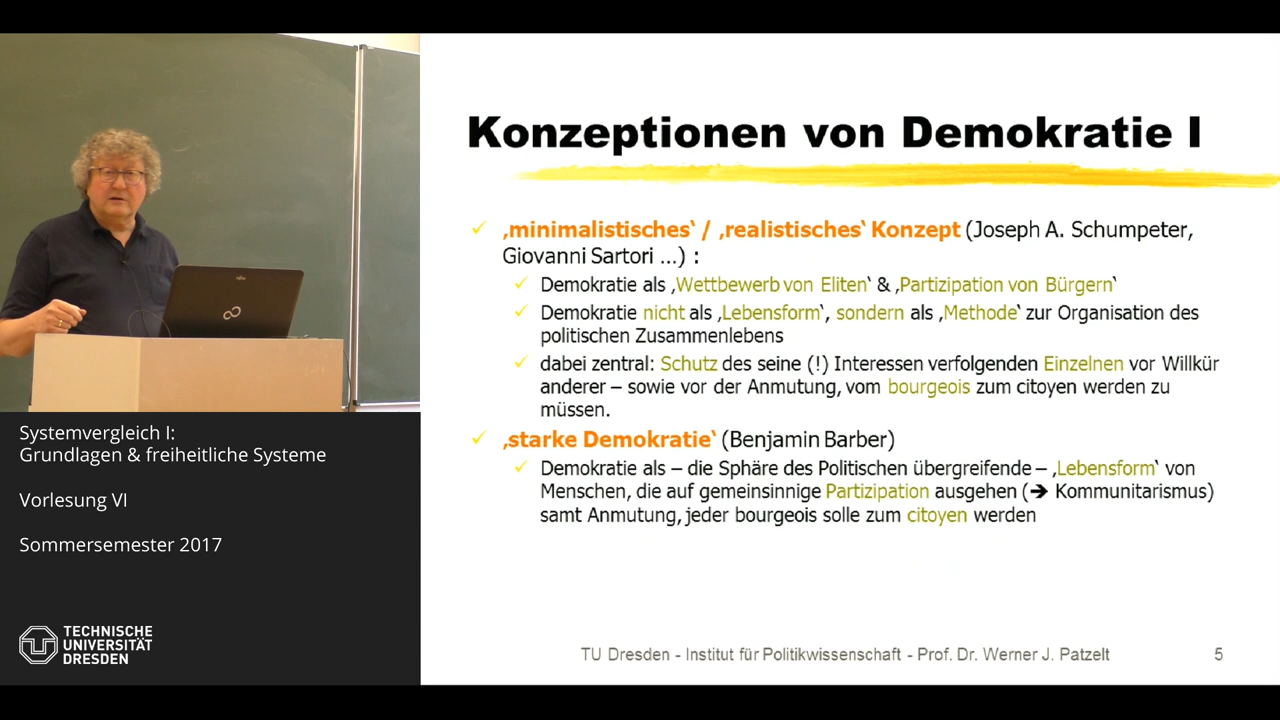 Konzeptionen von Demokratie I
‚minimalistisches‘ / ‚realistisches‘ Konzept (Joseph A. Schumpeter,
Giovanni Sartori ...) :
Demokratie als ‚Wettbewerb von Eliten‘ & ‚Partizipation von Bürgern‘
Demokratie nicht als ‚Lebensform‘, sondern als ‚Methode‘ zur Organisation des
politischen Zusammenlebens
dabei zentral: Schutz des seine (!) Interessen verfolgenden Einzelnen vor Willkür
anderer – sowie vor der Anmutung, vom bourgeois zum citoyen werden zu
müssen.
‚starke Demokratie‘ (Benjamin Barber)
Demokratie als – die Sphäre des Politischen übergreifende – ‚Lebensform‘ von
Menschen, die auf gemeinsinnige Partizipation ausgehen (➔ Kommunitarismus)
samt Anmutung, jeder bourgeois solle zum citoyen werden
TU Dresden - Institut für Politikwissenschaft - Prof. Dr. Werner J. Patzelt
5
Systemvergleich I:
Grundlagen & freiheitliche Systeme
Vorlesung VI
Sommersemester 2017
TECHNISCHE
UNIVERSITÄT
DRESDEN